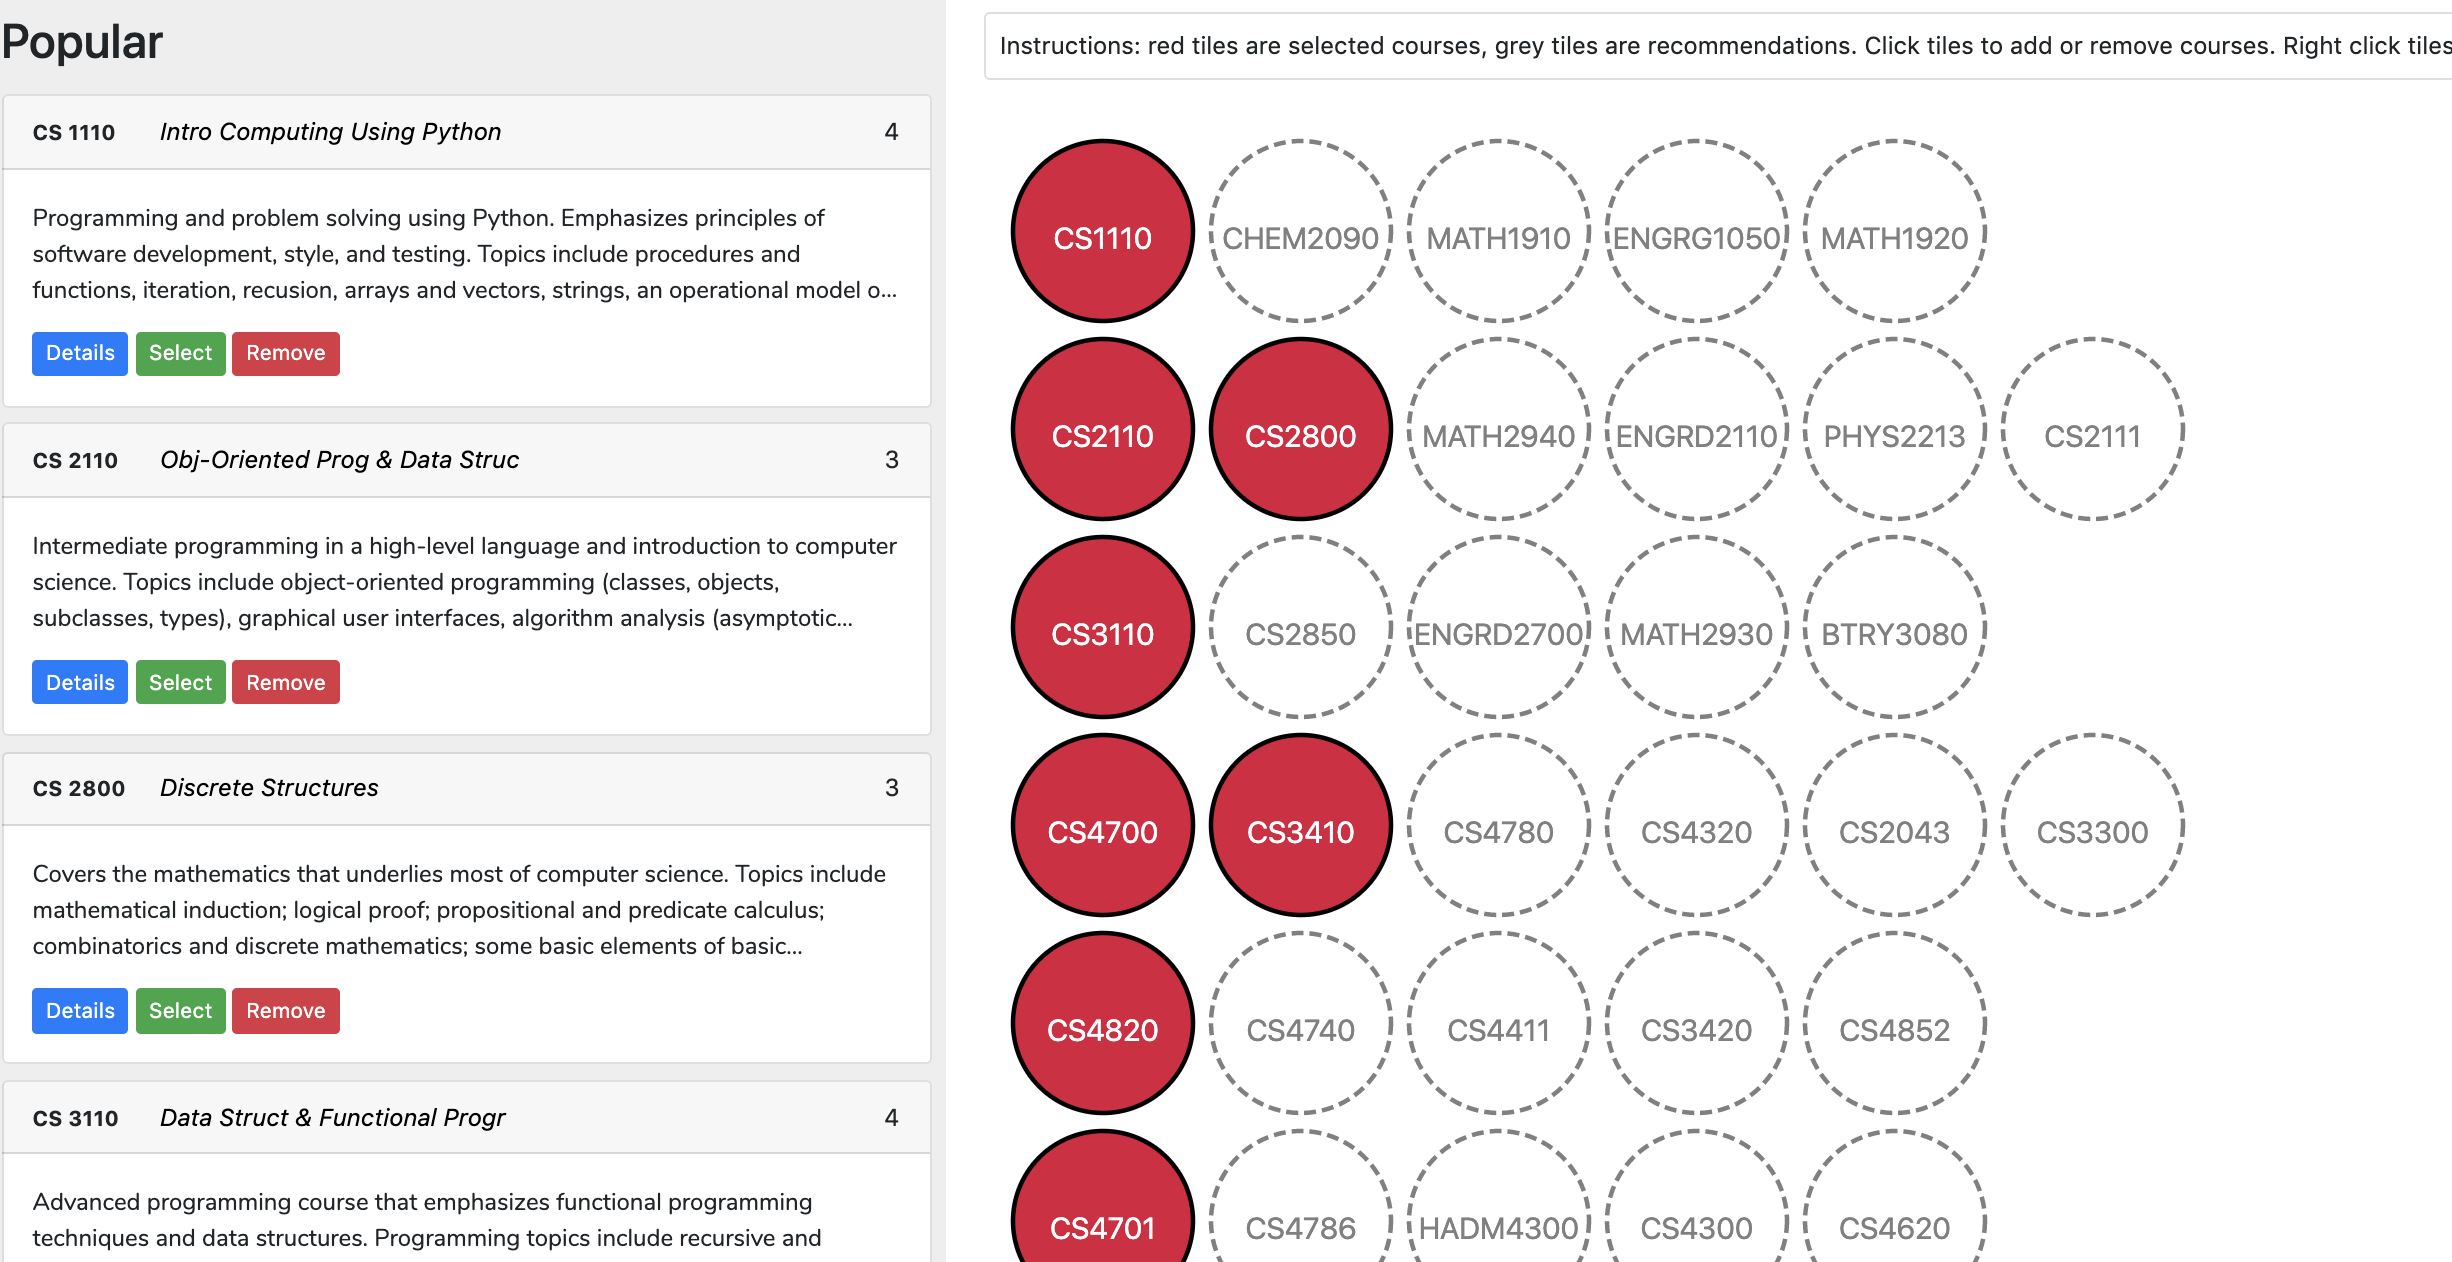 Popular
CS 1110 Intro Computing Using Python 4
Programming and problem solving using Python. Emphasizes principles of
software development, style, and testing. Topics include procedures and
functions, iteration, recusion, arrays and vectors, strings, an operational model o...
Details Select Remove
CS 2110 Obj-Oriented Prog & Data Struc 3
Intermediate programming in a high-level language and introduction to computer
science. Topics include object-oriented programming (classes, objects,
subclasses, types), graphical user interfaces, algorithm analysis (asymptotic...
Details Select Remove
CS 2800 Discrete Structures 3
Covers the mathematics that underlies most of computer science. Topics include
mathematical induction; logical proof; propositional and predicate calculus;
combinatorics and discrete mathematics; some basic elements of basic...
Details Select Remove
CS 3110 Data Struct & Functional Progr 4
Advanced programming course that emphasizes functional programming
techniques and data structures. Programming topics include recursive and
Instructions: red tiles are selected courses, grey tiles are recommendations. Click tiles to add or remove courses. Right click tiles
CS1110 CHEM2090 MATH1910 ENGRG1050 MATH1920
CS2110 CS2800 MATH2940 ENGRD2110 PHYS2213 CS2111
CS3110 CS2850 ENGRD2700 MATH2930 BTRY3080
CS4700 CS3410 CS4780 CS4320 CS2043 CS3300
CS4820 CS4740 CS4411 CS3420 CS4852
CS4701 CS4786 HADM4300 CS4300 CS4620